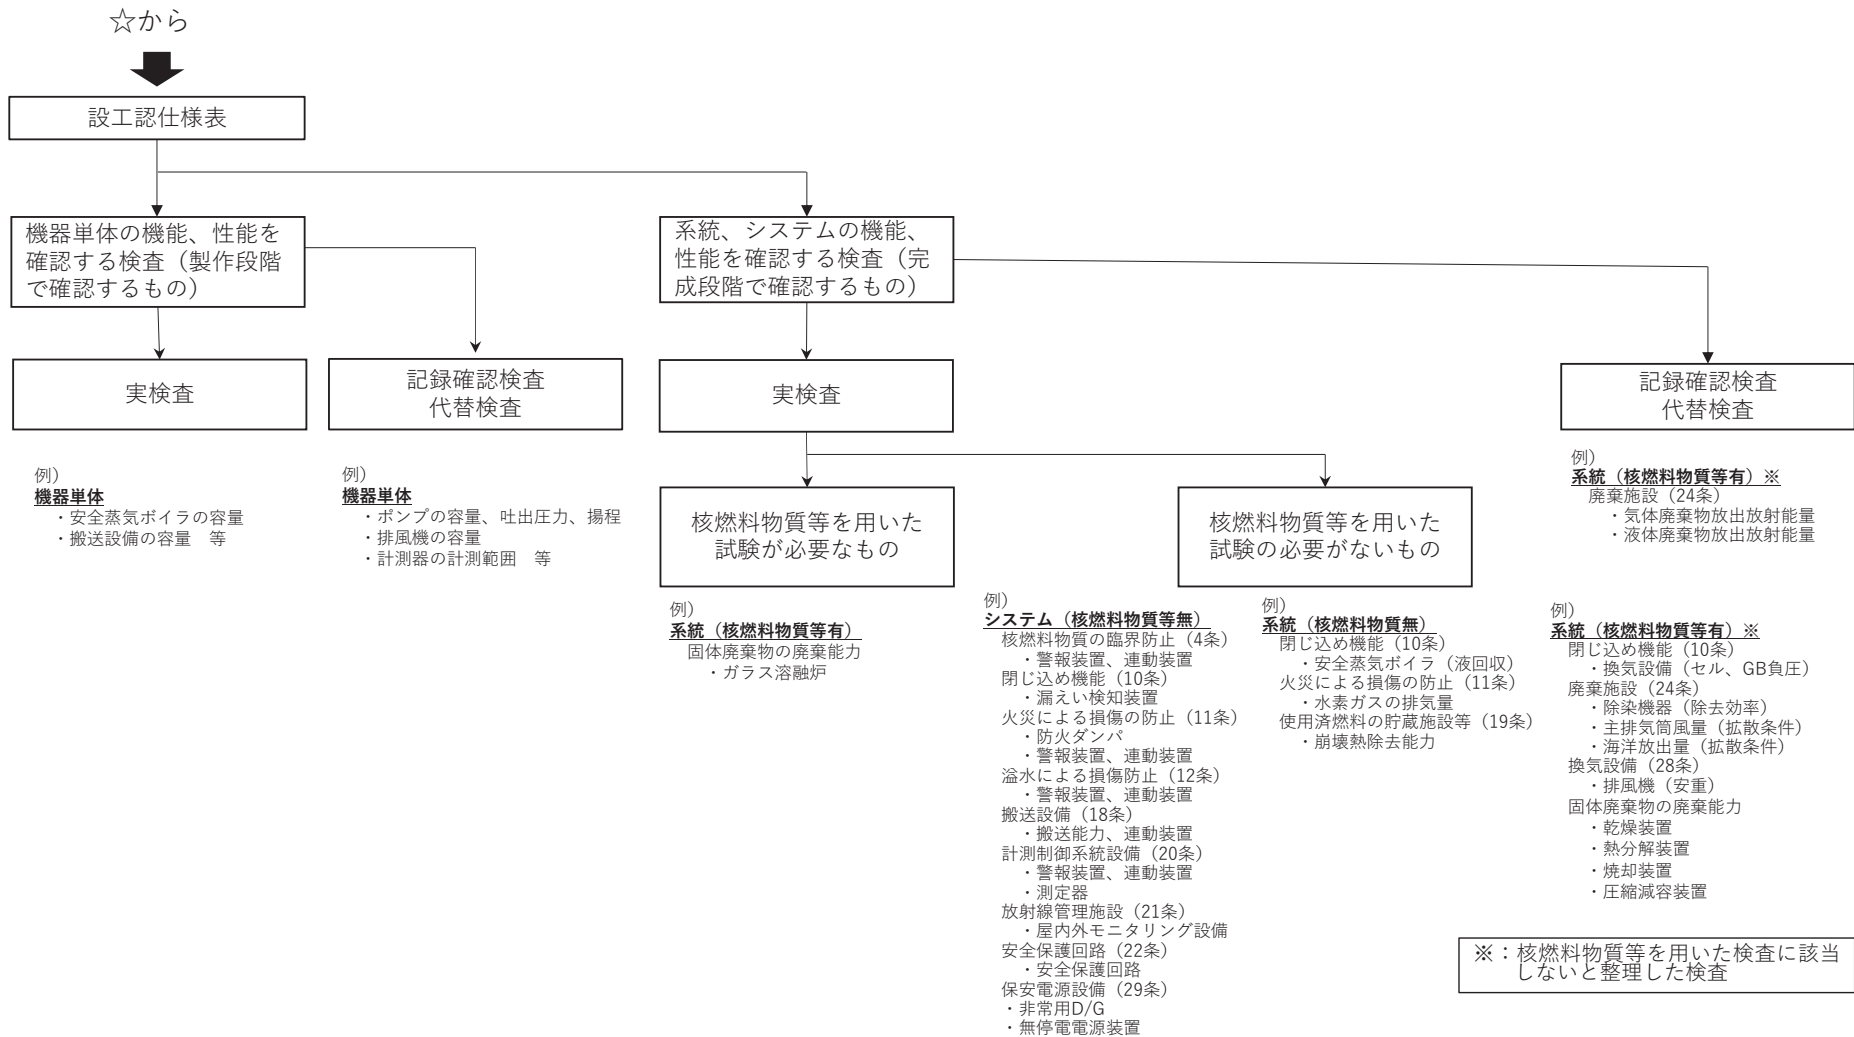 ☆から
設工認仕様表
機器単体の機能、性能を
確認する検査（製作段階
で確認するもの）
系統、システムの機能、
性能を確認する検査（完
成段階で確認するもの）
実検査
記録確認検査
代替検査
実検査
記録確認検査
代替検査
例）
機器単体
・安全蒸気ボイラの容量
・搬送設備の容量　等
例）
機器単体
・ポンプの容量、吐出圧力、揚程
・排風機の容量
・計測器の計測範囲　等
核燃料物質等を用いた
試験が必要なもの
核燃料物質等を用いた
試験の必要がないもの
例）
系統（核燃料物質等有）※
廃棄施設（24条）
・気体廃棄物放出放射能量
・液体廃棄物放出放射能量
例）
系統（核燃料物質等有）
固体廃棄物の廃棄能力
・ガラス溶融炉
例）
システム（核燃料物質等無）
核燃料物質の臨界防止（4条）
・警報装置、連動装置
閉じ込め機能（10条）
・漏えい検知装置
火災による損傷の防止（11条）
・防火ダンパ
・警報装置、連動装置
溢水による損傷防止（12条）
・警報装置、連動装置
搬送設備（18条）
・搬送能力、連動装置
計測制御系統設備（20条）
・警報装置、連動装置
・測定器
放射線管理施設（21条）
・屋内外モニタリング設備
安全保護回路（22条）
・安全保護回路
保安電源設備（29条）
・非常用D/G
・無停電電源装置
例）
系統（核燃料物質無）
閉じ込め機能（10条）
・安全蒸気ボイラ（液回収）
火災による損傷の防止（11条）
・水素ガスの排気量
使用済燃料の貯蔵施設等（19条）
・崩壊熱除去能力
例）
系統（核燃料物質等有）※
閉じ込め機能（10条）
・換気設備（セル、GB負圧）
廃棄施設（24条）
・除染機器（除去効率）
・主排気筒風量（拡散条件）
・海洋放出量（拡散条件）
換気設備（28条）
・排風機（安重）
固体廃棄物の廃棄能力
・乾燥装置
・熱分解装置
・焼却装置
・圧縮減容装置
※：核燃料物質等を用いた検査に該当
しないと整理した検査